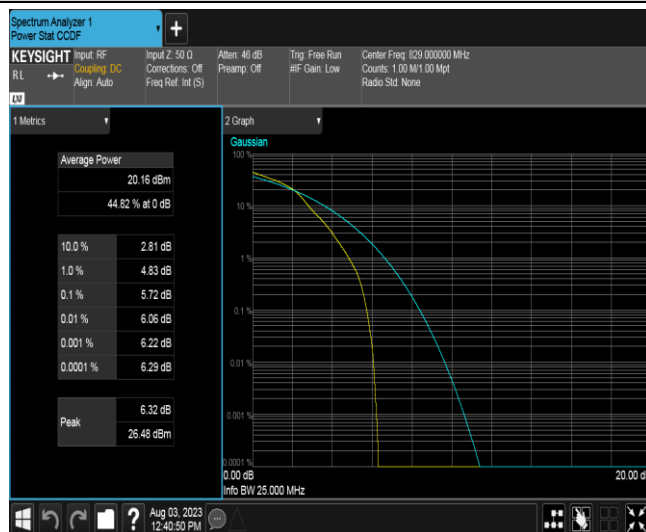 Spectrum Analyzer 1
Power Stat CCDF
+
KEYSIGHT
RL
LXI
Input: RF
Coupling: DC
Align: Auto
Input Z: 50 Ω
Corrections: Off
Freq Ref: Int (S)
Atten: 46 dB
Preamp: Off
Trig: Free Run
#IF Gain: Low
Center Freq: 829.000000 MHz
Counts: 1.00 M/1.00 Mpt
Radio Std: None
1 Metrics
Average Power
20.16 dBm
44.82 % at 0 dB
10.0 % 2.81 dB
1.0 % 4.83 dB
0.1 % 5.72 dB
0.01 % 6.06 dB
0.001 % 6.22 dB
0.0001 % 6.29 dB
Peak
6.32 dB
26.48 dBm
2 Graph
Gaussian
100 %
10 %
1 %
0.1 %
0.01 %
0.001 %
0.0001 %
0.00 dB
20.00 d
Info BW 25.000 MHz
?
Aug 03, 2023
12:40:50 PM